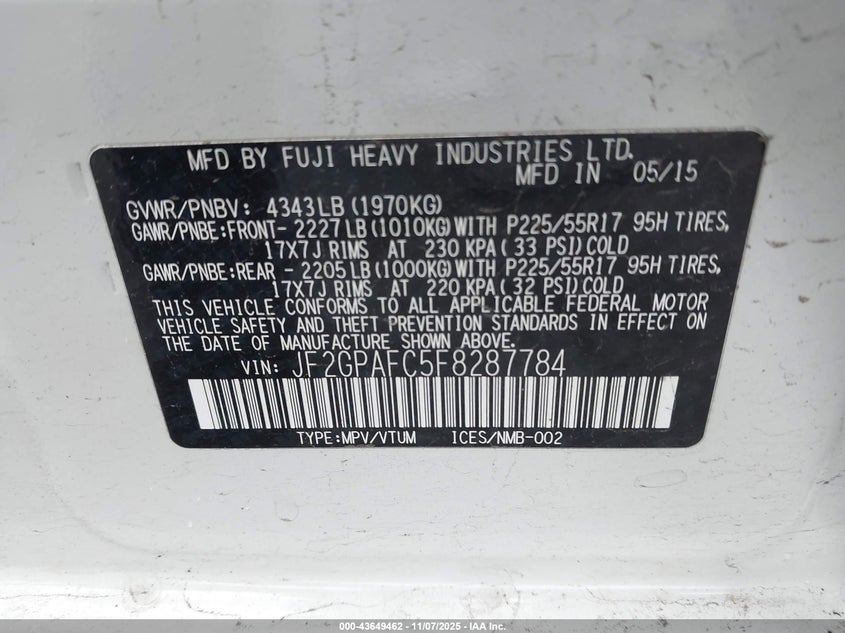 MFD BY FUJI HEAVY INDUSTRIES LTD.
MFD IN 05/15
GVWR/PNBV: 4343LB (1970KG)
GAWR/PNBE:FRONT- 2227 LB (1010KG) WITH P225/55R17 95H TIRES,
17X7J RIMS AT 230 KPA ( 33 PSI) COLD
GAWR/PNBE:REAR - 2205 LB (1000KG) WITH P225/55R17 95H TIRES,
17X7J RIMS AT 220 KPA ( 32 PSI) COLD
THIS VEHICLE CONFORMS TO ALL APPLICABLE FEDERAL MOTOR
VEHICLE SAFETY AND THEFT PREVENTION STANDARDS IN EFFECT ON
THE DATE OF MANUFACTURE SHOWN ABOVE.
VIN: JF2GPAFC5F8287784
TYPE:MPV/VTUM ICES/NMB-002
000-43649462 - 11/07/2025 - IAA Inc.